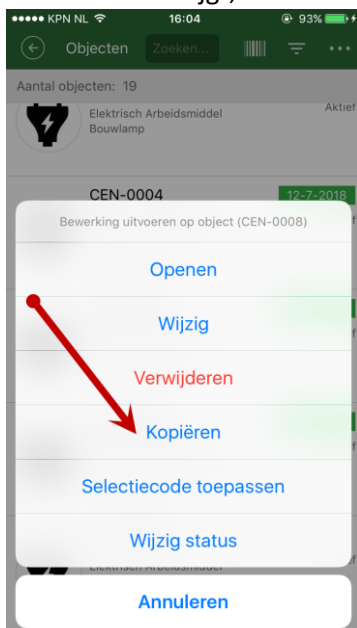 KPN NL 16:04 93%
Objecten Zoeken...
Aantal objecten: 19
Elektrisch Arbeidsmiddel Aktief
Bouwlamp
CEN-0004 12-7-2018
Bewerking uitvoeren op object (CEN-0008)
Openen
Wijzig
Verwijderen
Kopiëren
Selectiecode toepassen
Wijzig status
Elektrisch Arbeidsmiddel
Annuleren